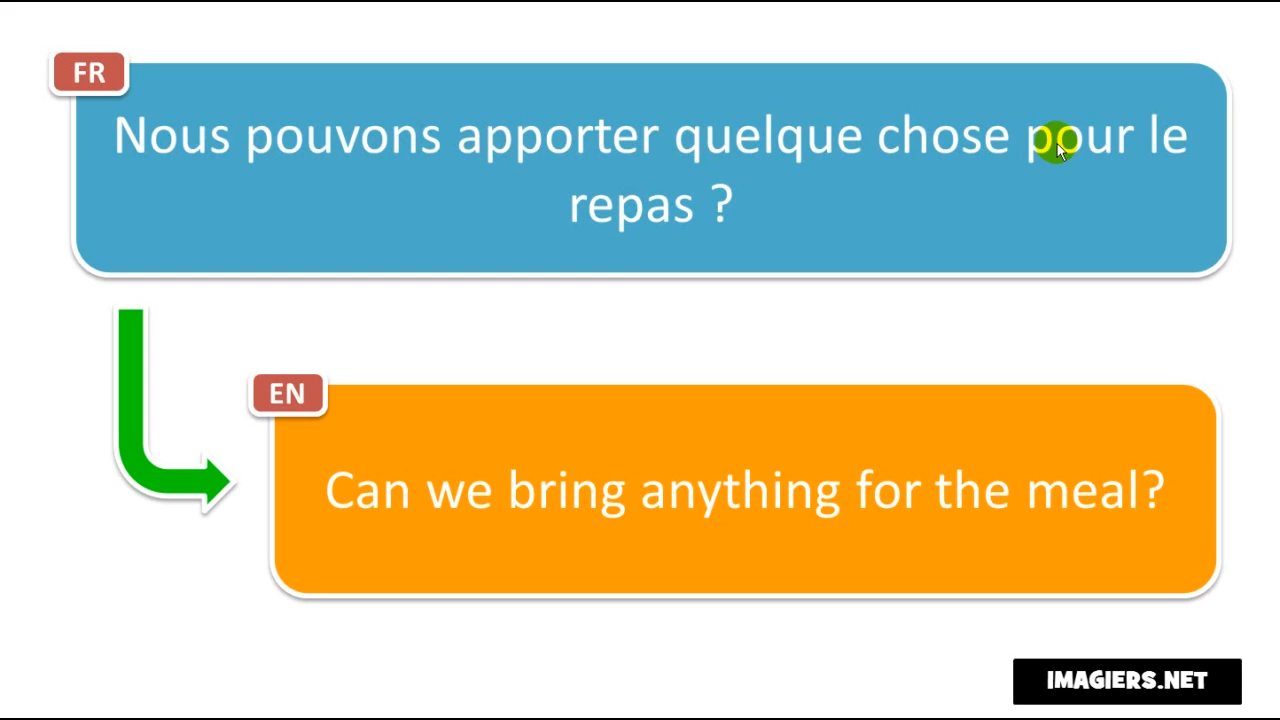 FR
Nous pouvons apporter quelque chose pour le
repas ?
EN
Can we bring anything for the meal?
IMAGIERS.NET